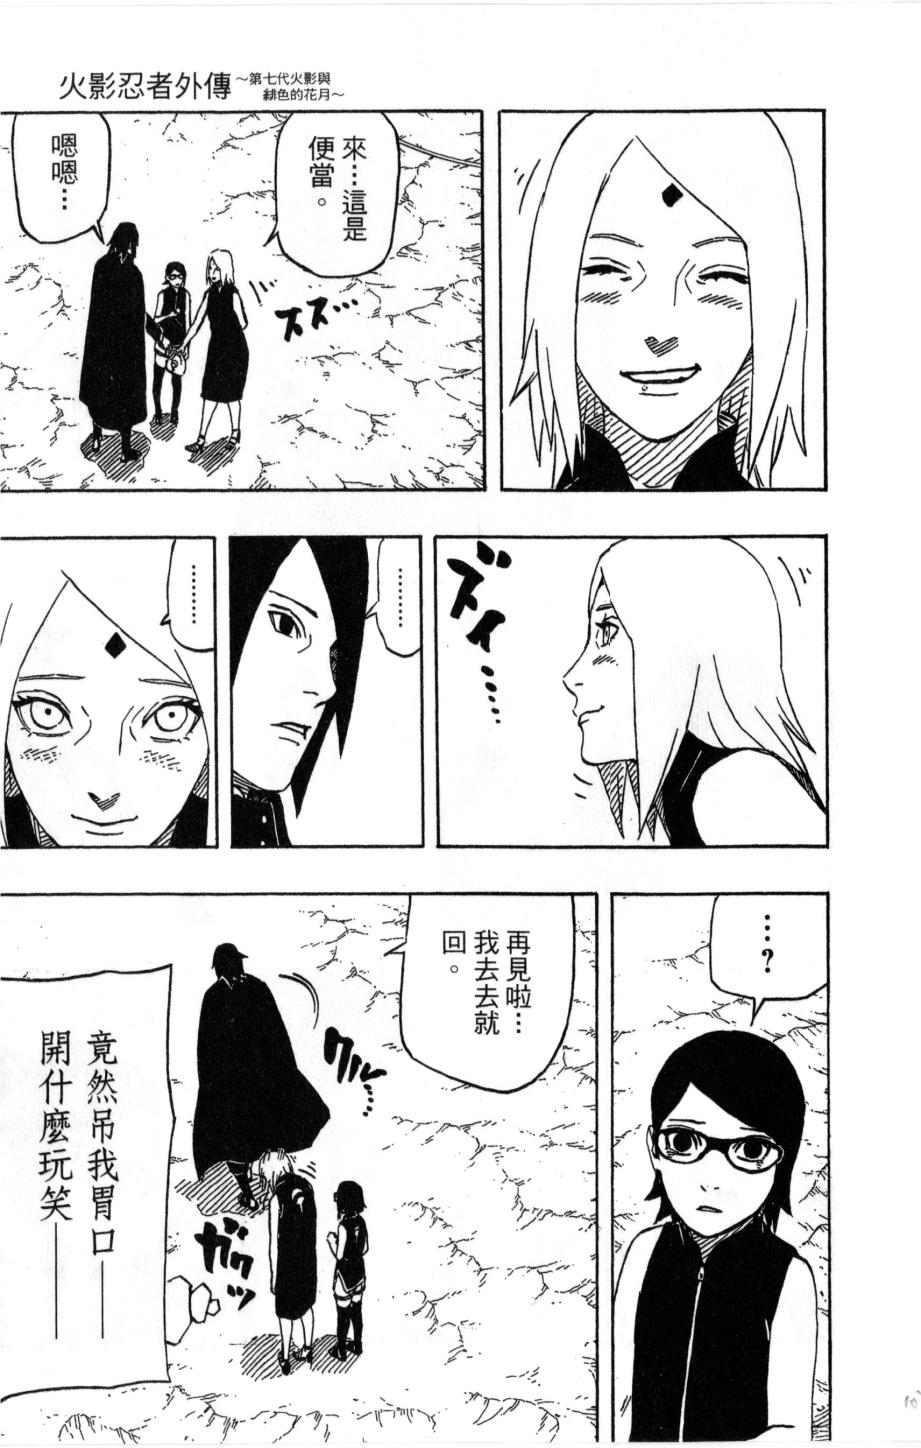 火影忍者外傳
～第七代火影與
緋色的花月～
來…這是
便當。
嗯嗯…
スス…
ズイ……
………
………
…?
再見啦…
我去去就
回。
クル…
ガクッ
竟然吊我胃口——
開什麼玩笑——